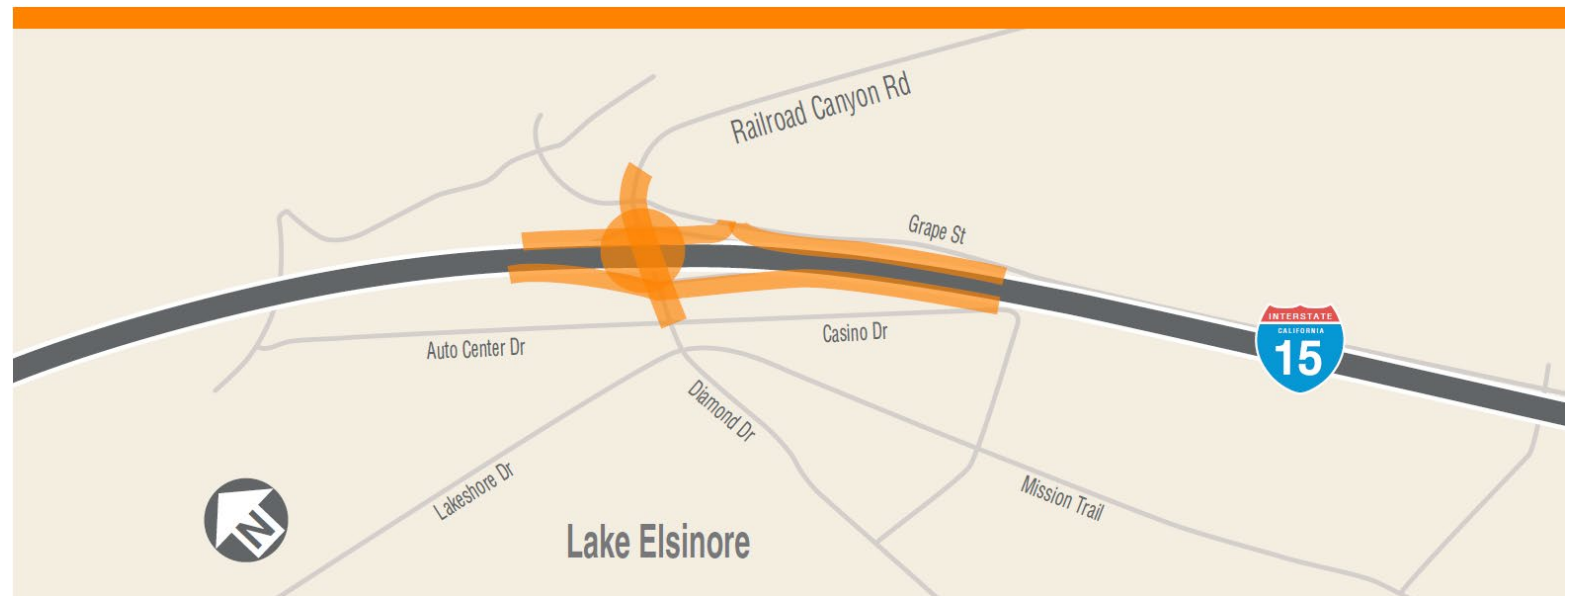 Railroad Canyon Rd
Grape St
INTERSTATE
CALIFORNIA
15
Casino Dr
Auto Center Dr
Diamond Dr
Lakeshore Dr
Mission Trail
N
Lake Elsinore